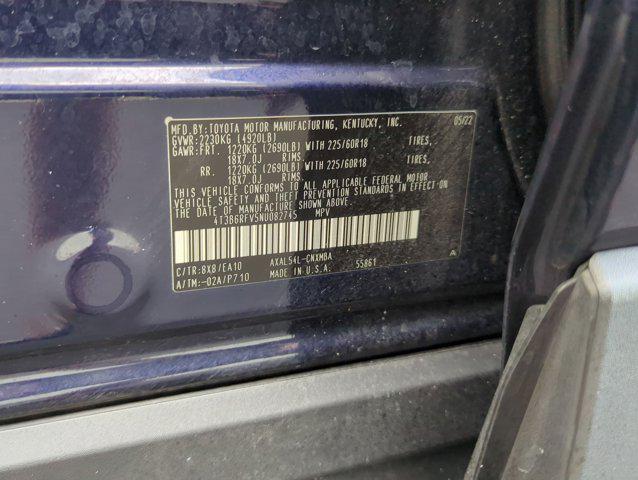 MFD. BY: TOYOTA MOTOR MANUFACTURING, KENTUCKY, INC. 05/22
GVWR: 2230KG (4920LB)
GAWR: FRT. 1220KG (2690LB) WITH 225/60R18 TIRES,
18X7.0J RIMS.
RR. 1220KG (2690LB) WITH 225/60R18 TIRES,
18X7.0J RIMS.
THIS VEHICLE CONFORMS TO ALL APPLICABLE FEDERAL MOTOR
VEHICLE SAFETY AND THEFT PREVENTION STANDARDS IN EFFECT
ON THE DATE OF MANUFACTURE SHOWN ABOVE.
4T3B6RFV5NU082745 MPV
C/TR: 8X8/EA10 AXAL54L-CNXMBA A
A/TM: -02A/P710 MADE IN U.S.A. 55861